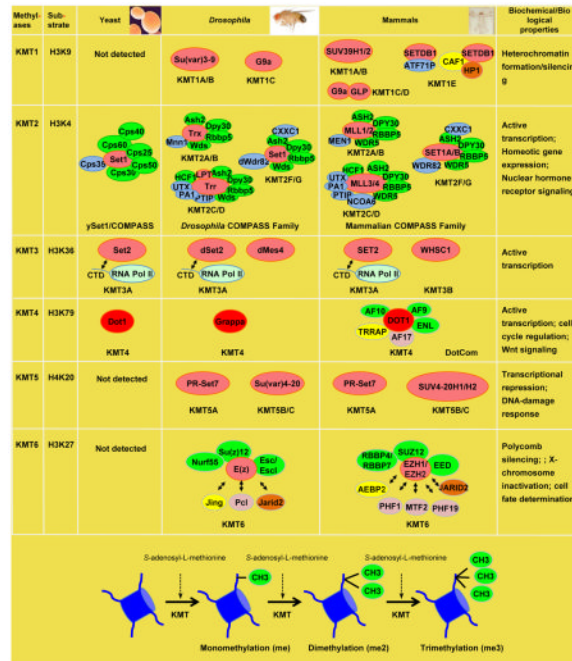 Methyl-
ases
Sub-
strate
Yeast
Drosophila
Mammals
Biochemical/Bio
logical
properties
KMT1
H3K9
Not detected
Su(var)3-9
G9a
KMT1A/B
KMT1C
SUV39H1/2
KMT1A/B
SETDB1
ATF71P
CAF1
SETDB1
HP1
KMT1E
G9a
GLP
KMT1C/D
Heterochromatin
formation/silencin
g
KMT2
H3K4
Cps40
Cps60
Cps25
Set1
Cps35
Cps50
Cps30
ySet1/COMPASS
Ash2
Dpy30
Trx
Rbbp5
Mnn1
Wds
KMT2A/B
CXXC1
Ash2
Dpy30
Set1
Rbbp5
dWdr82
Wds
KMT2F/G
HCF1
LPT
Ash2
Dpy30
UTX
Trr
Rbbp5
PA1
PTIP
Wds
KMT2C/D
Drosophila COMPASS Family
ASH2
DPY30
MLL1/2
RBBP5
MEN1
WDR5
KMT2A/B
CXXC1
ASH2
DPY30
SET1A/B
RBBP5
WDR82
WDR5
KMT2F/G
HCF1
ASH2
UTX
DPY30
MLL3/4
PA1
RBBP5
PTIP
WDR5
NCOA6
KMT2C/D
Mammalian COMPASS Family
Active
transcription;
Homeotic gene
expression;
Nuclear hormone
receptor signaling
KMT3
H3K36
Set2
CTD
RNA Pol II
KMT3A
dSet2
dMes4
CTD
RNA Pol II
KMT3A
SET2
WHSC1
CTD
RNA Pol II
KMT3A
KMT3B
Active
transcription
KMT4
H3K79
Dot1
KMT4
Grappa
KMT4
AF10
AF9
DOT1
ENL
TRRAP
AF17
KMT4
DotCom
Active
transcription; cell
cycle regulation;
Wnt signaling
KMT5
H4K20
Not detected
PR-Set7
Su(var)4-20
KMT5A
KMT5B/C
PR-Set7
SUV4-20H1/H2
KMT5A
KMT5B/C
Transcriptional
repression;
DNA-damage
response
KMT6
H3K27
Not detected
Su(z)12
Nurf55
Esc/
Escl
E(z)
Jing
Pcl
Jarid2
KMT6
RBBP4/
RBBP7
SUZ12
EZH1/
EZH2
EED
AEBP2
JARID2
PHF1
MTF2
PHF19
KMT6
Polycomb
silencing; ; X-
chromosome
inactivation; cell
fate determination
S-adenosyl-L-methionine
S-adenosyl-L-methionine
S-adenosyl-L-methionine
KMT
CH3
KMT
CH3
CH3
KMT
CH3
CH3
CH3
Monomethylation (me)
Dimethylation (me2)
Trimethylation (me3)